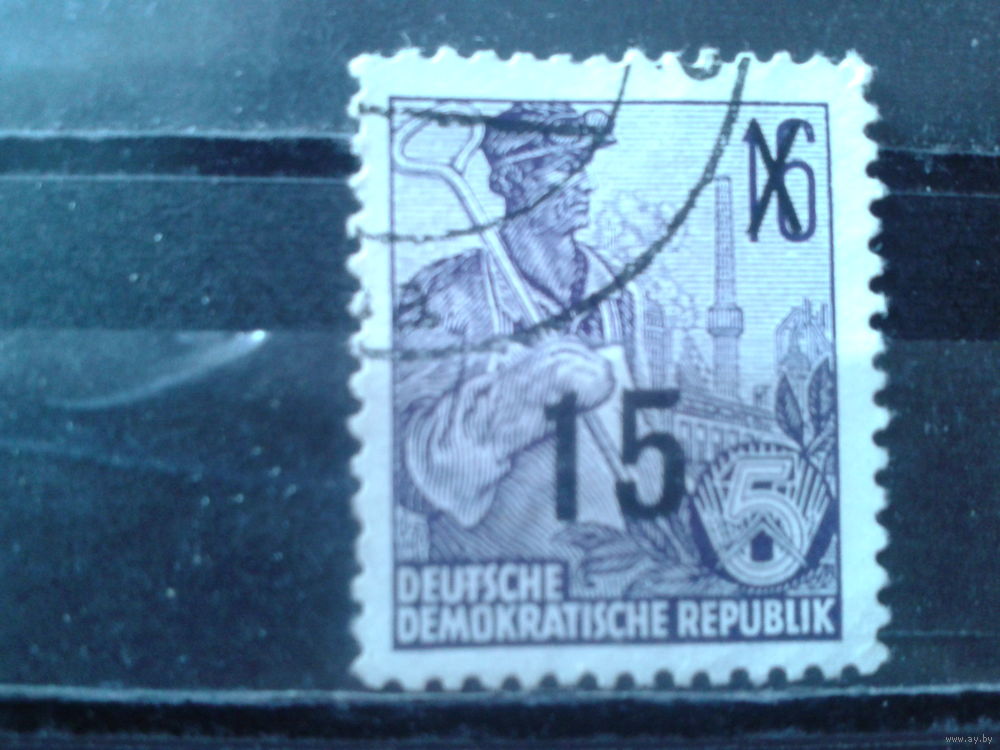 16
15
5
DEUTSCHE
DEMOKRATISCHE REPUBLIK
www.ay.by